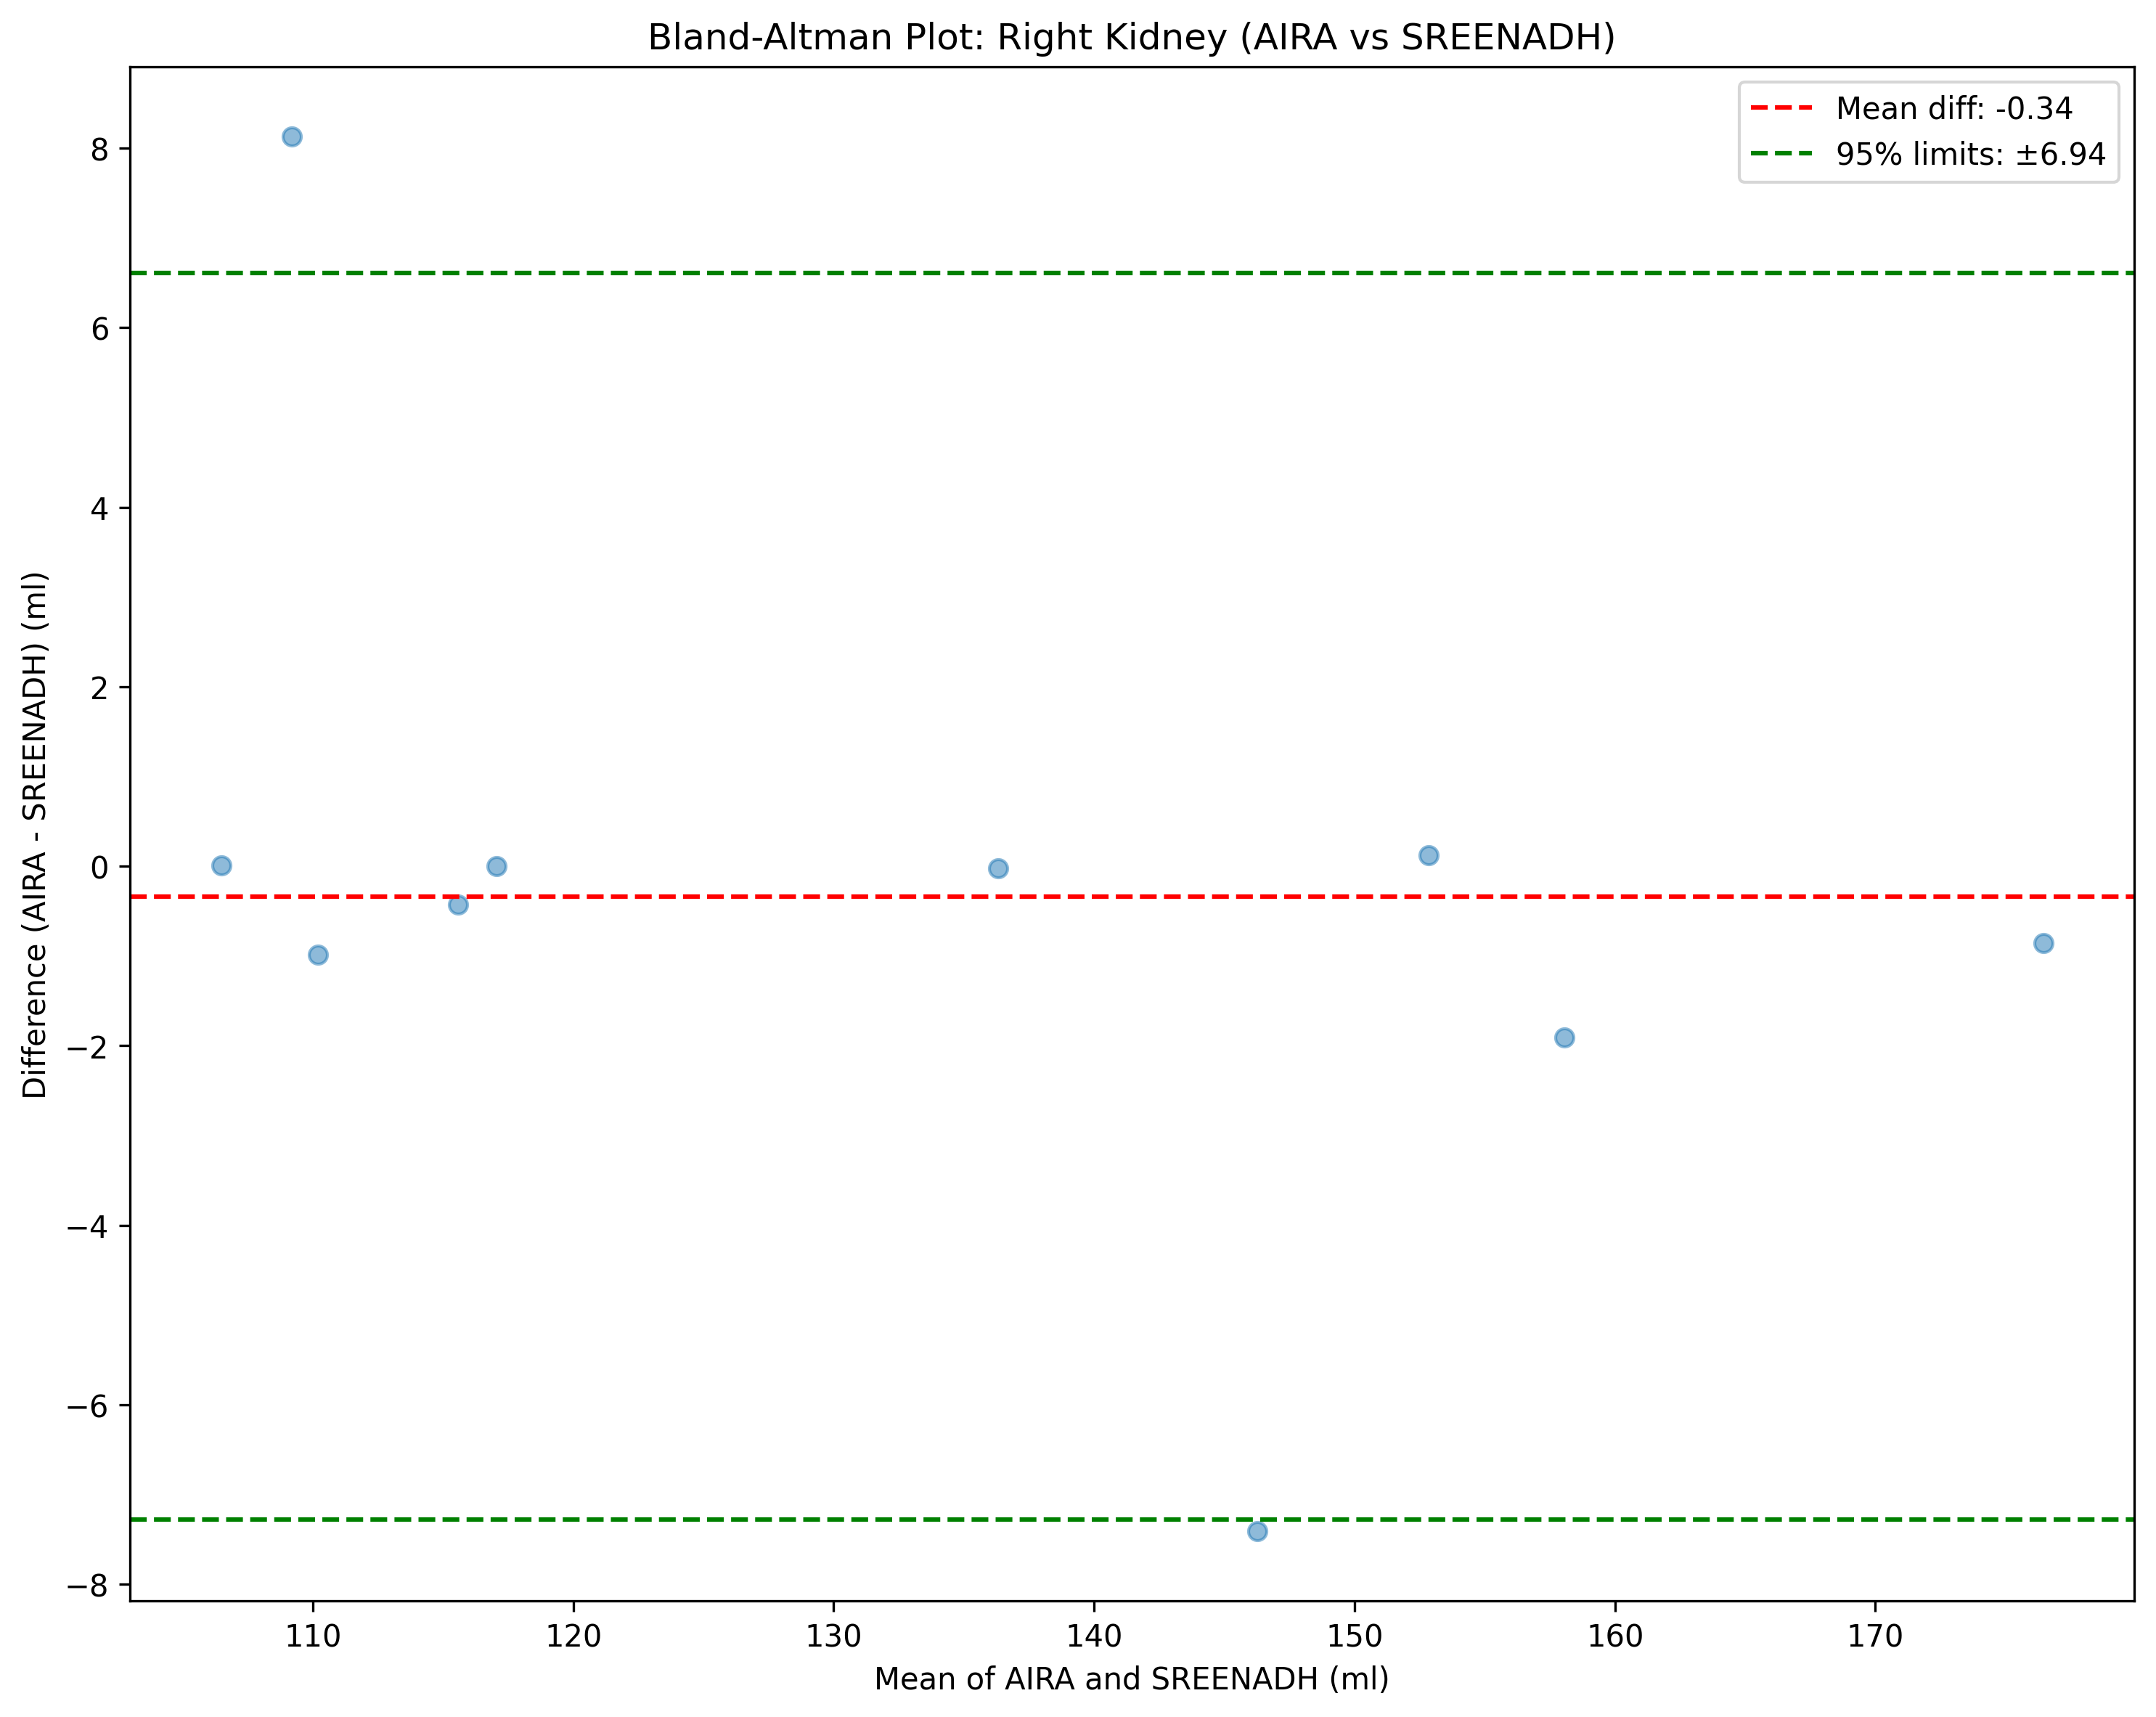 Bland-Altman Plot: Right Kidney (AIRA vs SREENADH)
Mean diff: -0.34
95% limits: ±6.94
Difference (AIRA - SREENADH) (ml)
8
6
4
2
0
−2
−4
−6
−8
110 120 130 140 150 160 170
Mean of AIRA and SREENADH (ml)